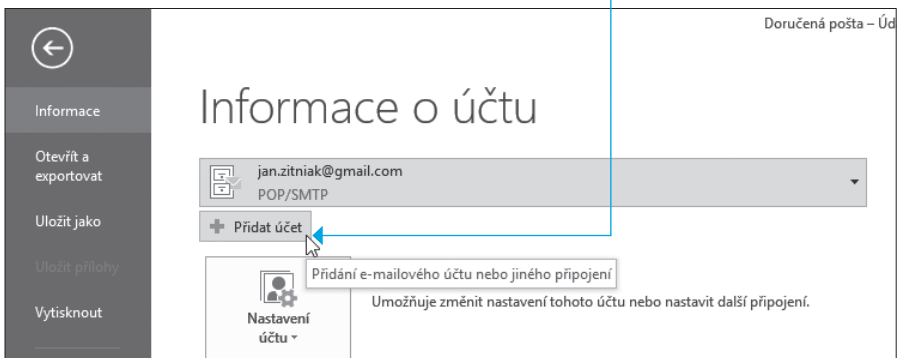 Doručená pošta – Úd
Informace
Informace o účtu
Otevřít a
exportovat
jan.zitniak@gmail.com
POP/SMTP
Uložit jako
Přidat účet
Uložit přílohy
Přidání e-mailového účtu nebo jiného připojení
Umožňuje změnit nastavení tohoto účtu nebo nastavit další připojení.
Nastavení
účtu
Vytisknout